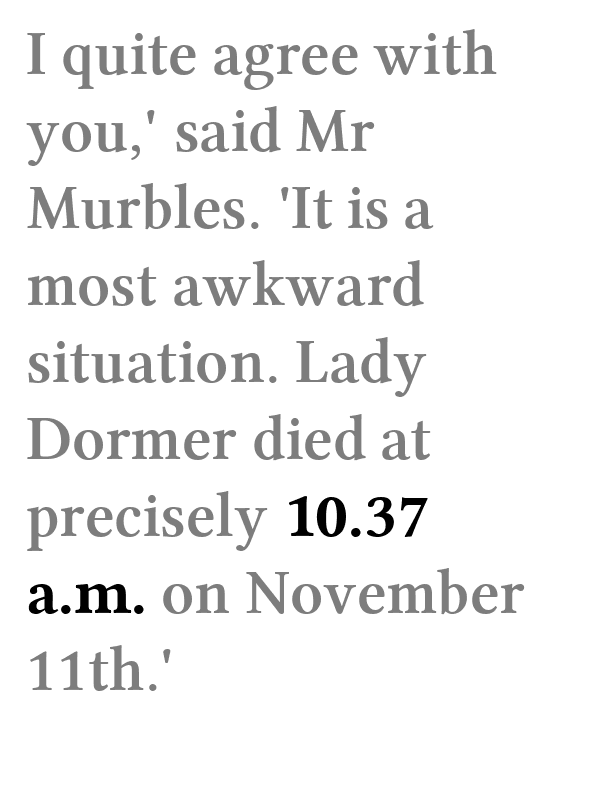 I quite agree with
you,' said Mr
Murbles. 'It is a
most awkward
situation. Lady
Dormer died at
precisely 10.37
a.m. on November
11th.'